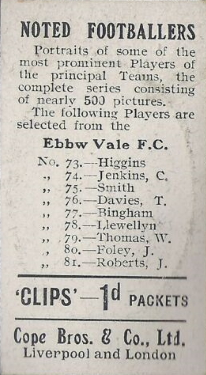 NOTED FOOTBALLERS
Portraits of some of the
most prominent Players of
the principal Teams, the
complete series consisting
of nearly 500 pictures.
The following Players are
selected from the
Ebbw Vale F.C.
No. 73.—Higgins
„ 74.—Jenkins, C.
„ 75.—Smith
„ 76.—Davies, T.
„ 77.—Bingham
„ 78.—Llewellyn
„ 79.—Thomas, W.
„ 80.—Foley, J.
„ 81.—Roberts, J.
'CLIPS'—1d PACKETS
Cope Bros. & Co., Ltd.
Liverpool and London